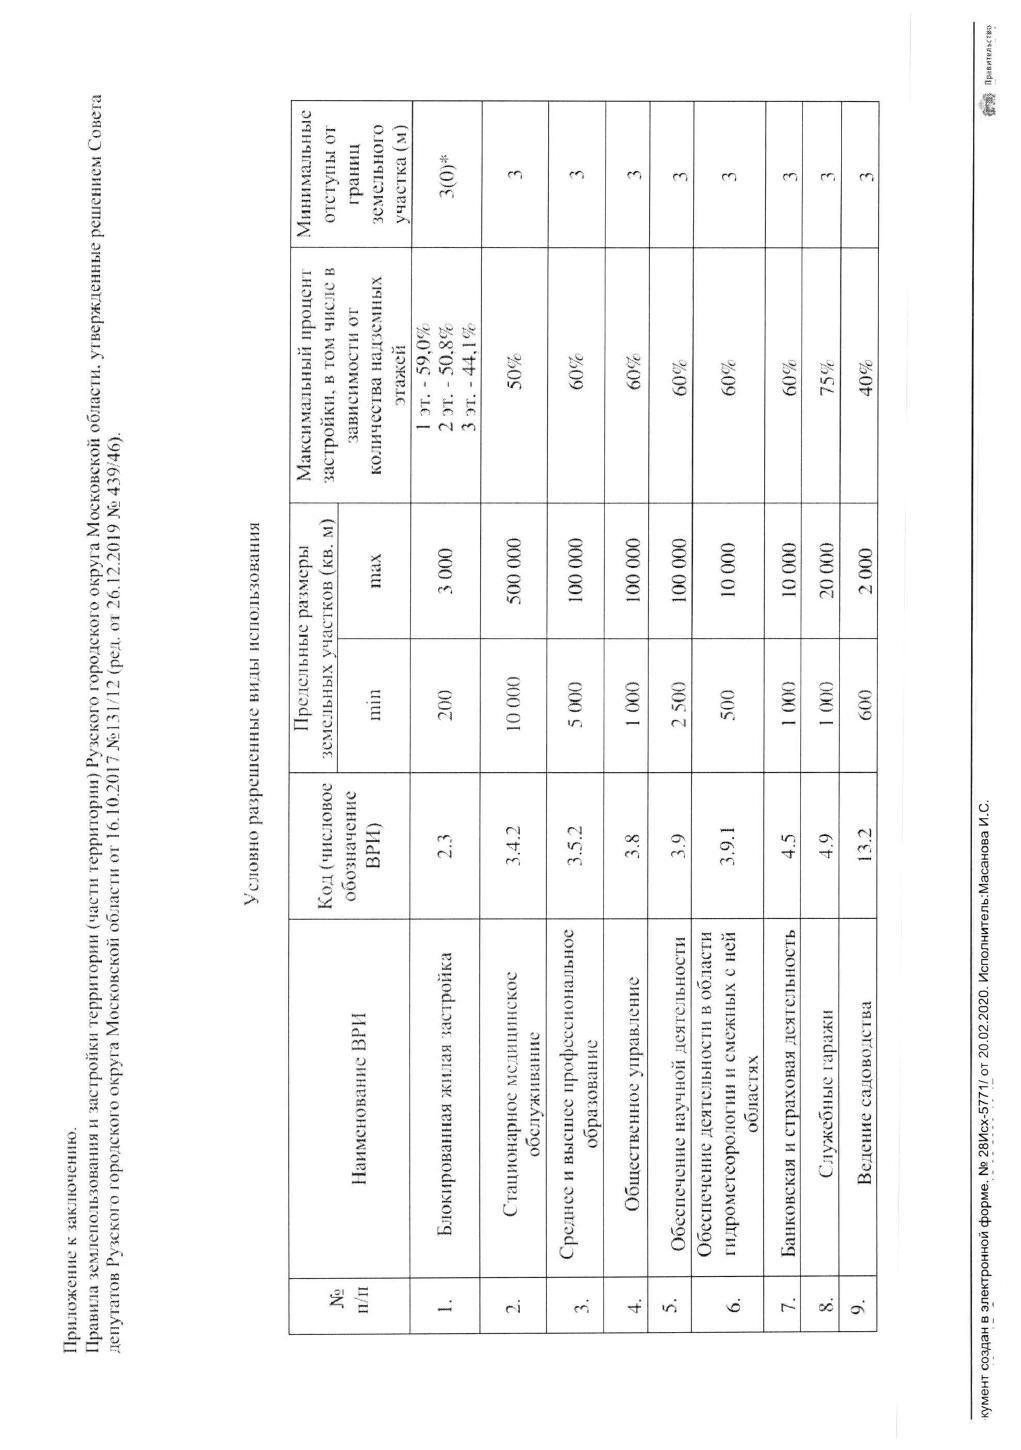 Приложение к заключению.
Правила землепользования и застройки территории (части территории) Рузского городского округа Московской области, утвержденные решением Совета
депутатов Рузского городского округа Московской области от 16.10.2017 №131/12 (ред. от 26.12.2019 № 439/46).
Условно разрешенные виды использования
№
п/п
Наименование ВРИ
Код (числовое
обозначение
ВРИ)
Предельные размеры
земельных участков (кв. м)
min
max
Максимальный процент
застройки, в том числе в
зависимости от
количества надземных
этажей
Минимальные
отступы от
границ
земельного
участка (м)
1.
Блокированная жилая застройка
2.3
200
3 000
1 эт. - 59,0%
2 эт. - 50,8%
3 эт. - 44,1%
3(0)*
2.
Стационарное медицинское
обслуживание
3.4.2
10 000
500 000
50%
3
3.
Среднее и высшее профессиональное
образование
3.5.2
5 000
100 000
60%
3
4.
Общественное управление
3.8
1 000
100 000
60%
3
5.
Обеспечение научной деятельности
3.9
2 500
100 000
60%
3
6.
Обеспечение деятельности в области
гидрометеорологии и смежных с ней
областях
3.9.1
500
10 000
60%
3
7.
Банковская и страховая деятельность
4.5
1 000
10 000
60%
3
8.
Служебные гаражи
4.9
1 000
20 000
75%
3
9.
Ведение садоводства
13.2
600
2 000
40%
3
кумент создан в электронной форме. № 28Исх-5771/ от 20.02.2020. Исполнитель:Масанова И.С.
Правительство